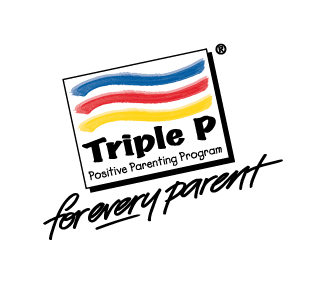 ®
Triple P
Positive Parenting Program
for every parent